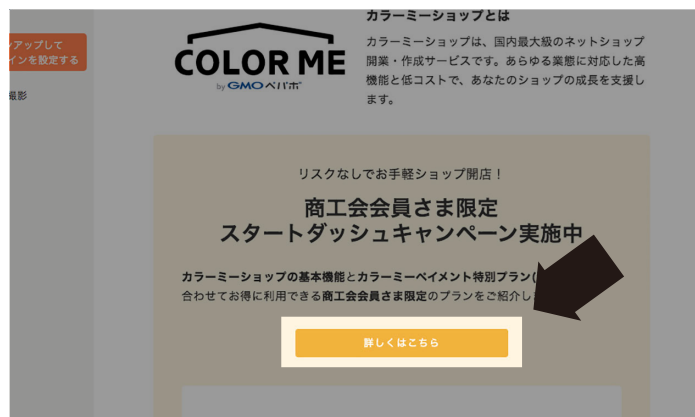 カラーミーショップとは
ンアップして
インを設定する
撮影
COLOR ME
by GMOペパボ
カラーミーショップは、国内最大級のネットショップ
開業・作成サービスです。あらゆる業態に対応した高
機能と低コストで、あなたのショップの成長を支援し
ます。
リスクなしでお手軽ショップ開店！
商工会会員さま限定
スタートダッシュキャンペーン実施中
カラーミーショップの基本機能とカラーミーペイメント特別プラン(
合わせてお得に利用できる商工会会員さま限定のプランをご紹介し
詳しくはこちら